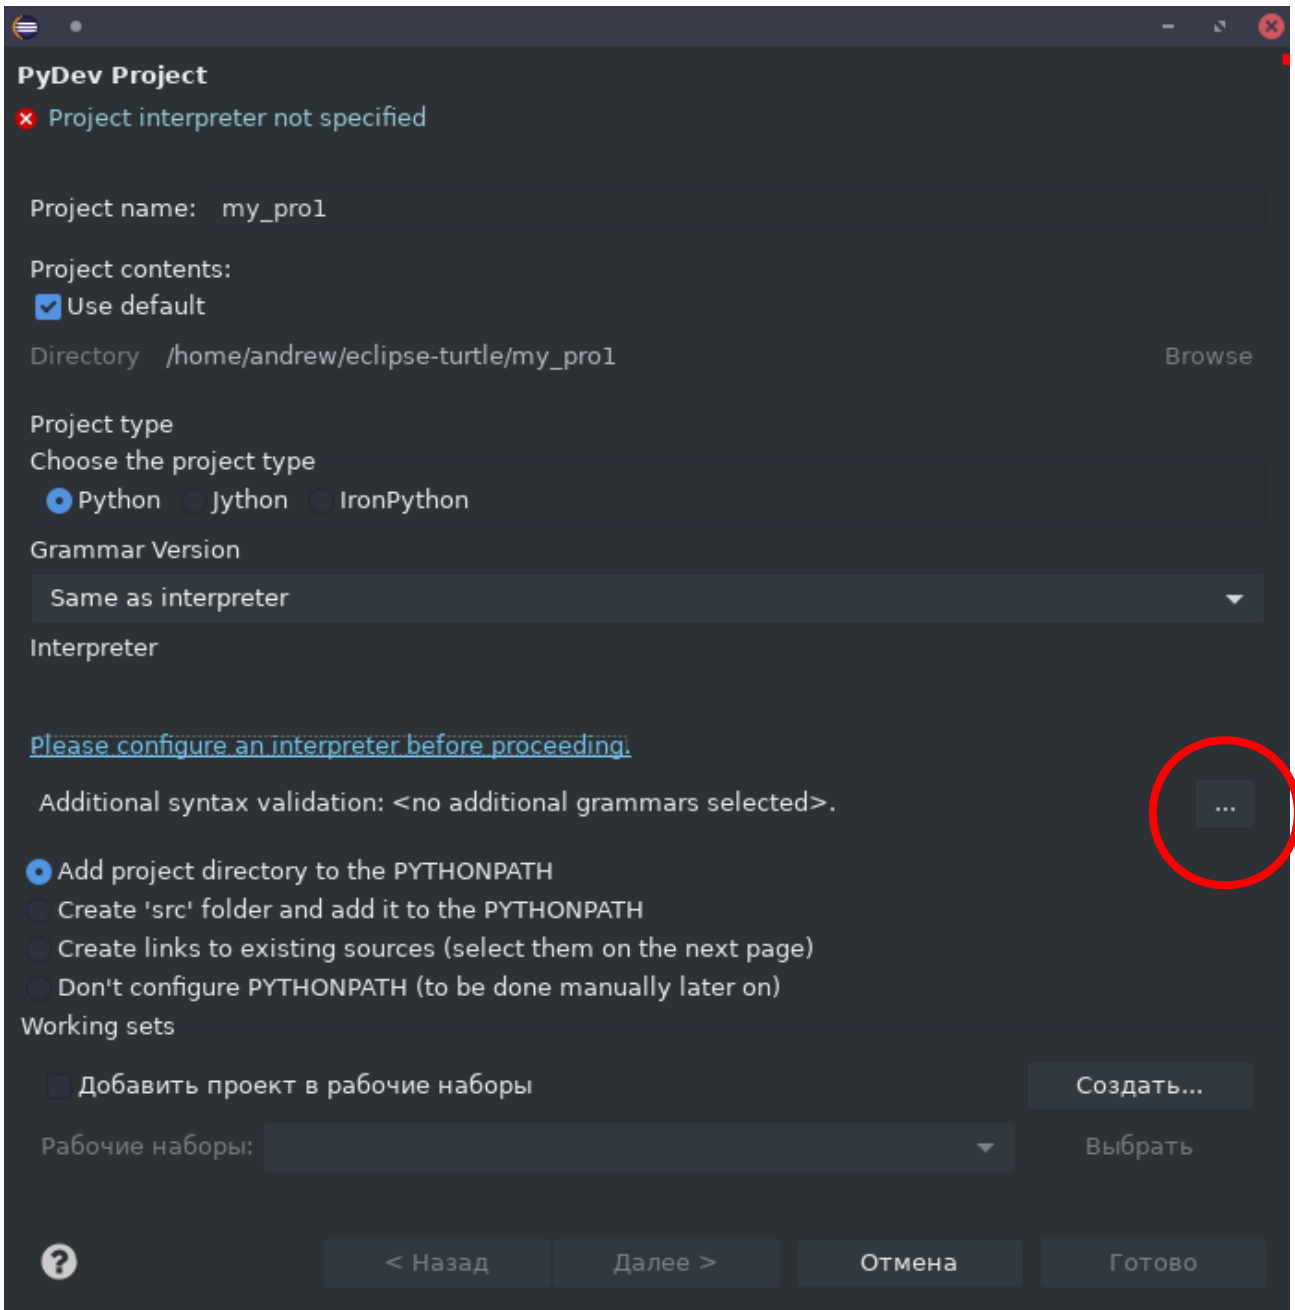 PyDev Project
Project interpreter not specified
Project name: my_pro1
Project contents:
Use default
Directory /home/andrew/eclipse-turtle/my_pro1 Browse
Project type
Choose the project type
Python Jython IronPython
Grammar Version
Same as interpreter
Interpreter
Please configure an interpreter before proceeding.
Additional syntax validation: <no additional grammars selected>. ...
Add project directory to the PYTHONPATH
Create 'src' folder and add it to the PYTHONPATH
Create links to existing sources (select them on the next page)
Don't configure PYTHONPATH (to be done manually later on)
Working sets
Добавить проект в рабочие наборы Создать...
Рабочие наборы: Выбрать
? < Назад Далее > Отмена Готово